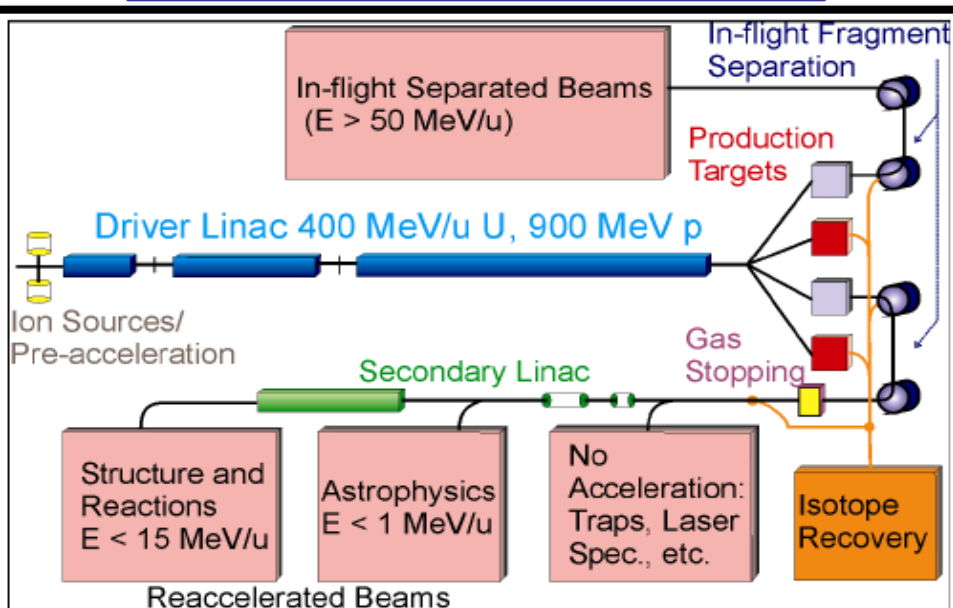 In-flight Fragment
Separation
In-flight Separated Beams
(E > 50 MeV/u)
Production
Targets
Driver Linac 400 MeV/u U, 900 MeV p
Ion Sources/
Pre-acceleration
Gas
Stopping
Secondary Linac
Structure and
Reactions
E < 15 MeV/u
Astrophysics
E < 1 MeV/u
No
Acceleration:
Traps, Laser
Spec., etc.
Isotope
Recovery
Reaccelerated Beams